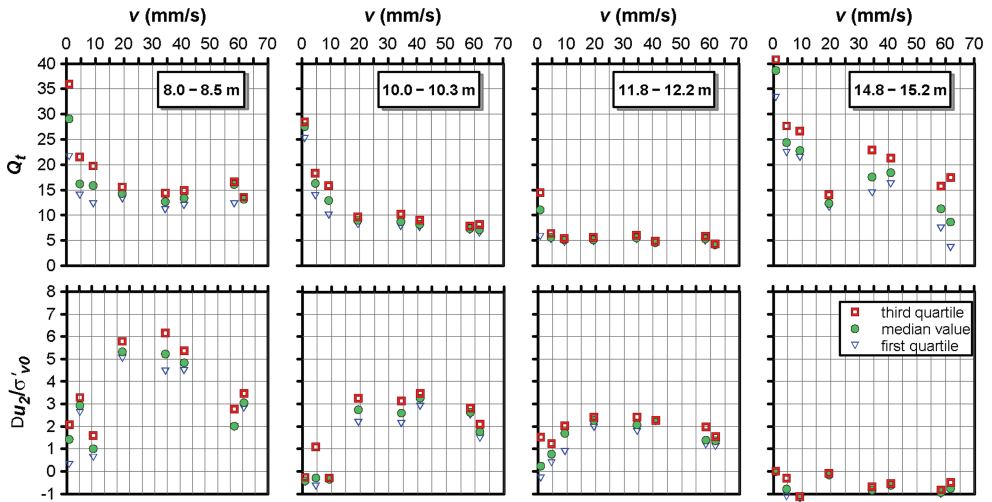 v (mm/s) v (mm/s) v (mm/s) v (mm/s)
0 10 20 30 40 50 60 70 0 10 20 30 40 50 60 70 0 10 20 30 40 50 60 70 0 10 20 30 40 50 60 70
40
35
30
25
20
15
10
5
0
Qt
8.0 – 8.5 m
10.0 – 10.3 m
11.8 – 12.2 m
14.8 – 15.2 m
8
7
6
5
4
3
2
1
0
-1
Du2/σ'v0
third quartile
median value
first quartile